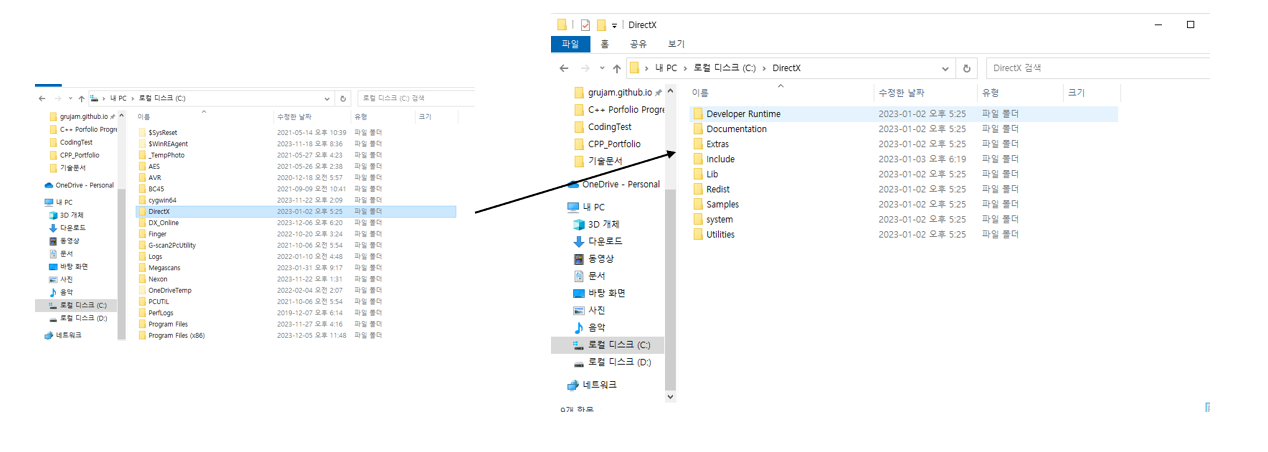 내 PC > 로컬 디스크 (C:)
로컬 디스크 (C:) 검색
grujam.github.io
C++ Porfolio Progre
CodingTest
CPP_Portfolio
기술문서
OneDrive - Personal
내 PC
3D 개체
다운로드
동영상
문서
바탕 화면
사진
음악
로컬 디스크 (C:)
로컬 디스크 (D:)
네트워크
이름 수정한 날짜 유형 크기
$SysReset 2021-05-14 오후 10:39 파일 폴더
$WinREAgent 2023-11-18 오후 8:36 파일 폴더
_TempPhoto 2021-05-27 오후 4:23 파일 폴더
AES 2021-05-26 오후 2:38 파일 폴더
AVR 2020-12-18 오전 5:57 파일 폴더
BC45 2021-09-09 오전 10:41 파일 폴더
cygwin64 2023-11-22 오후 2:09 파일 폴더
DirectX 2023-01-02 오후 5:25 파일 폴더
DX_Online 2023-12-06 오후 6:20 파일 폴더
Finger 2022-10-20 오후 3:24 파일 폴더
G-scan2PcUtility 2021-10-06 오전 5:54 파일 폴더
Logs 2022-01-10 오전 4:48 파일 폴더
Megascans 2023-01-31 오후 9:17 파일 폴더
Nexon 2023-11-22 오후 1:31 파일 폴더
OneDriveTemp 2022-02-04 오전 2:07 파일 폴더
PCUTIL 2021-10-06 오전 5:54 파일 폴더
PerfLogs 2019-12-07 오후 6:14 파일 폴더
Program Files 2023-11-27 오후 4:16 파일 폴더
Program Files (x86) 2023-12-05 오후 11:48 파일 폴더
DirectX
파일 홈 공유 보기
내 PC > 로컬 디스크 (C:) > DirectX
DirectX 검색
grujam.github.io
C++ Porfolio Progre
CodingTest
CPP_Portfolio
기술문서
OneDrive - Personal
내 PC
3D 개체
다운로드
동영상
문서
바탕 화면
사진
음악
로컬 디스크 (C:)
로컬 디스크 (D:)
네트워크
이름 수정한 날짜 유형 크기
Developer Runtime 2023-01-02 오후 5:25 파일 폴더
Documentation 2023-01-02 오후 5:25 파일 폴더
Extras 2023-01-02 오후 5:25 파일 폴더
Include 2023-01-03 오후 6:19 파일 폴더
Lib 2023-01-02 오후 5:25 파일 폴더
Redist 2023-01-02 오후 5:25 파일 폴더
Samples 2023-01-02 오후 5:25 파일 폴더
system 2023-01-02 오후 5:25 파일 폴더
Utilities 2023-01-02 오후 5:25 파일 폴더
9개 항목